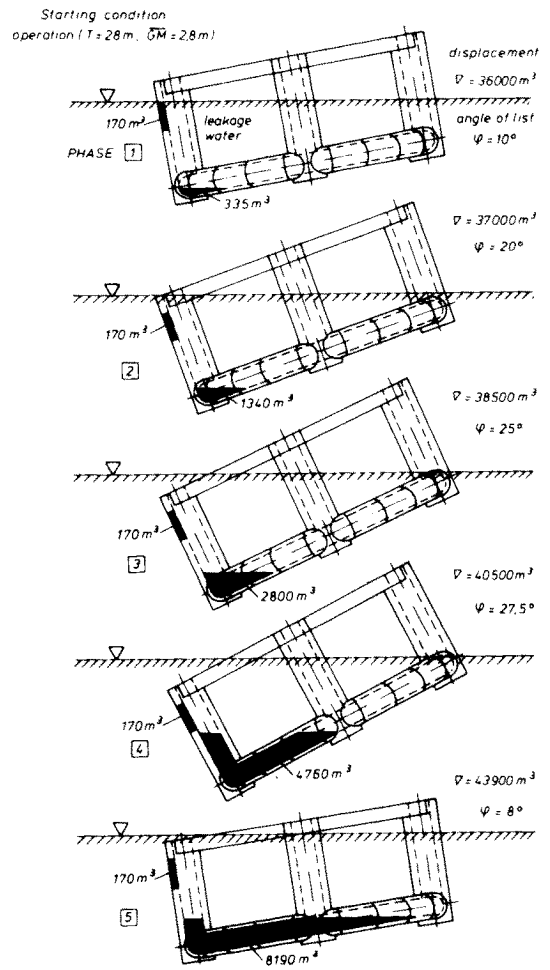 Starting condition
operation (T=28m, G̅M̅=2,8m)
displacement
∇ = 36000 m³
170 m³
leakage
water
angle of list
φ = 10°
PHASE 1
335 m³
∇ = 37000 m³
φ = 20°
170 m³
2
1340 m³
∇ = 38500 m³
φ = 25°
170 m³
3
2800 m³
∇ = 40500 m³
φ = 27,5°
170 m³
4
4760 m³
∇ = 43900 m³
φ = 8°
170 m³
5
8190 m³